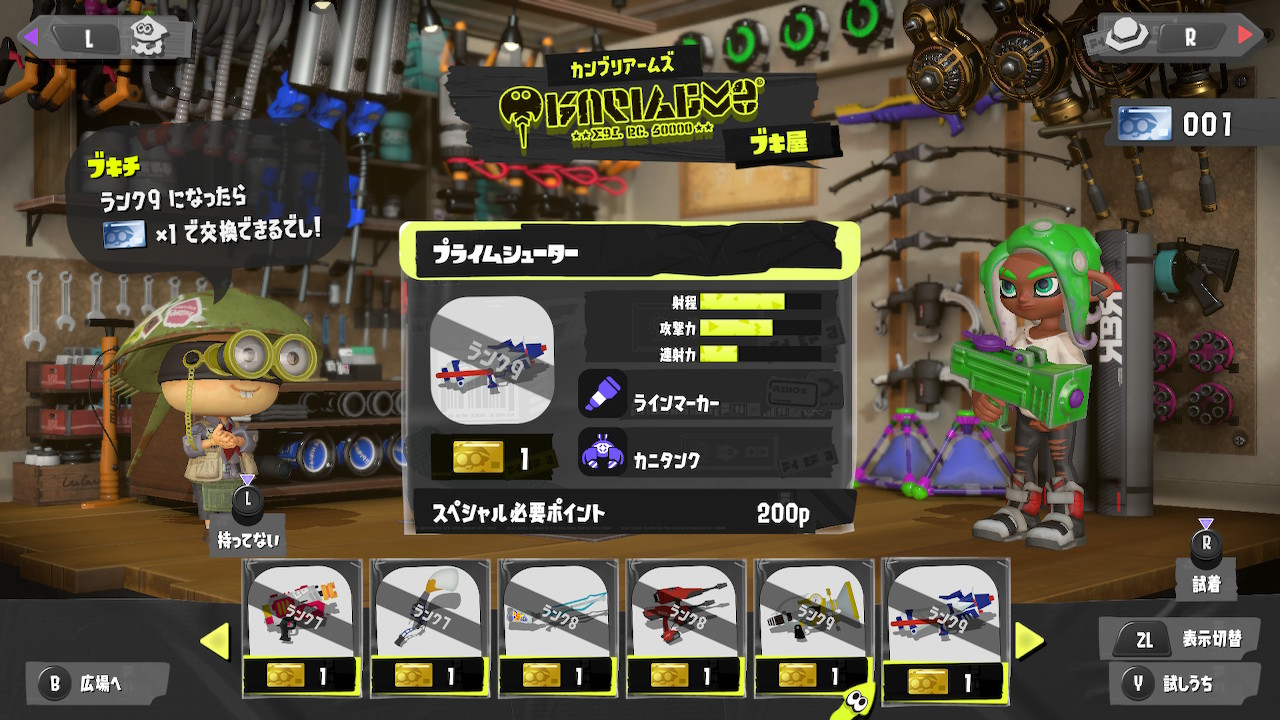 L
R
カンブリアームズ
ブキ屋
001
ブキチ
ランク9 になったら
×1 で交換できるでし!
プライムシューター
ランク9
射程
攻撃力
連射力
ラインマーカー
1
カニタンク
スペシャル必要ポイント 200p
L
持ってない
R
試着
ランク7
ランク7
ランク8
ランク8
ランク9
ランク9
1
1
1
1
1
1
ZL 表示切替
B 広場へ
Y 試しうち